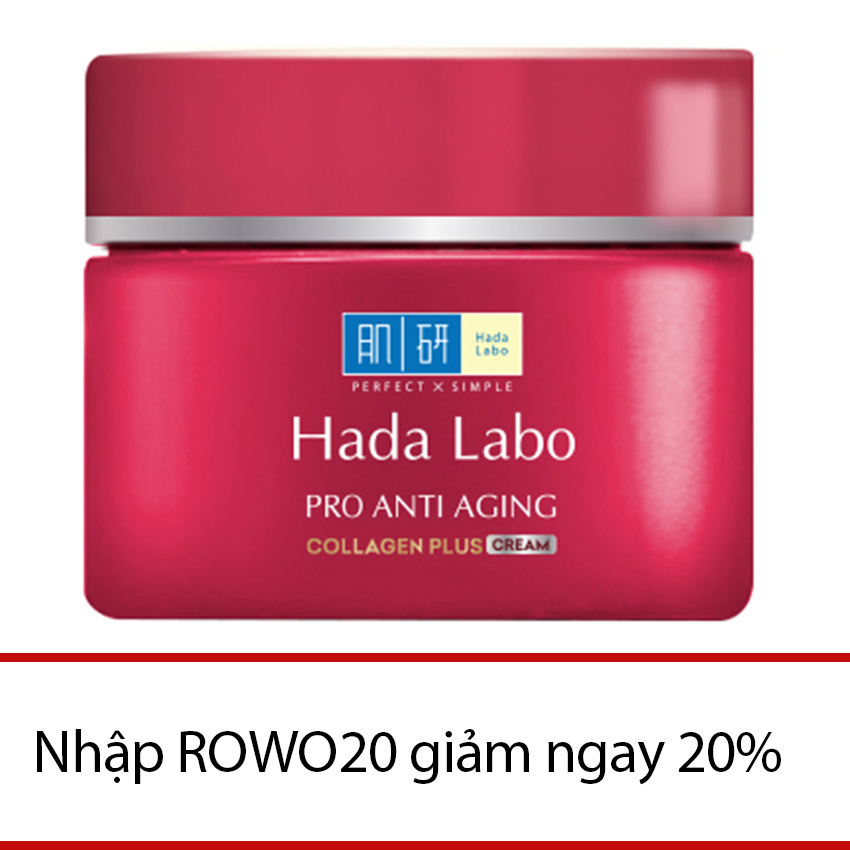 肌研
Hada
Labo
PERFECT × SIMPLE
Hada Labo
PRO ANTI AGING
COLLAGEN PLUS CREAM
Nhập ROWO20 giảm ngay 20%